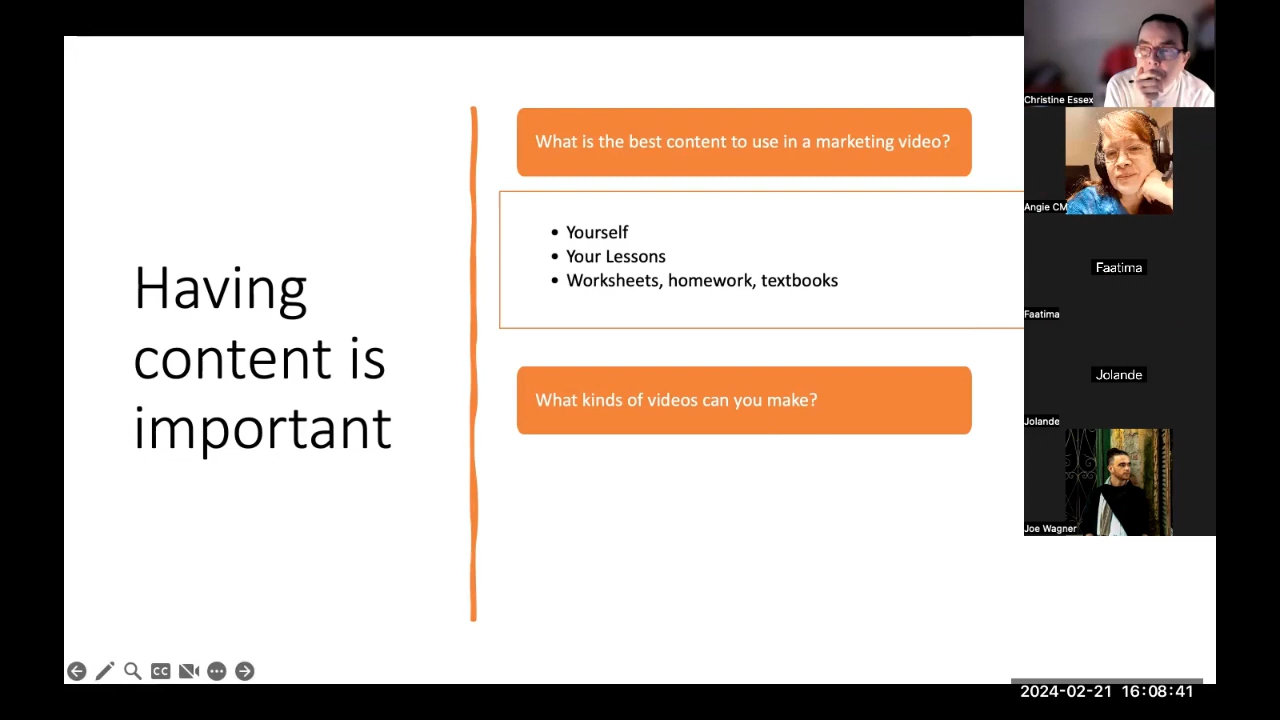 Having
content is
important
What is the best content to use in a marketing video?
• Yourself
• Your Lessons
• Worksheets, homework, textbooks
What kinds of videos can you make?
Christine Essex
Angie CM
Faatima
Faatima
Jolande
Jolande
Joe Wagner
CC
2024-02-21 16:08:41